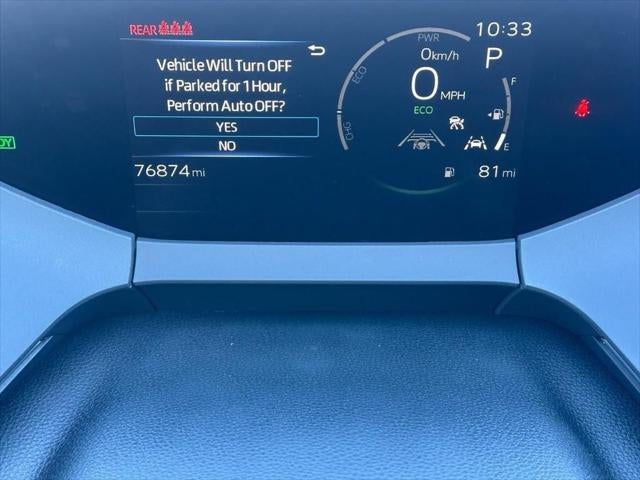 REAR
10:33
PWR
0km/h
P
Vehicle Will Turn OFF
if Parked for 1 Hour,
Perform Auto OFF?
ECO
0 MPH
F
ECO
YES
CHG
NO
E
76874 mi
81 mi
DY